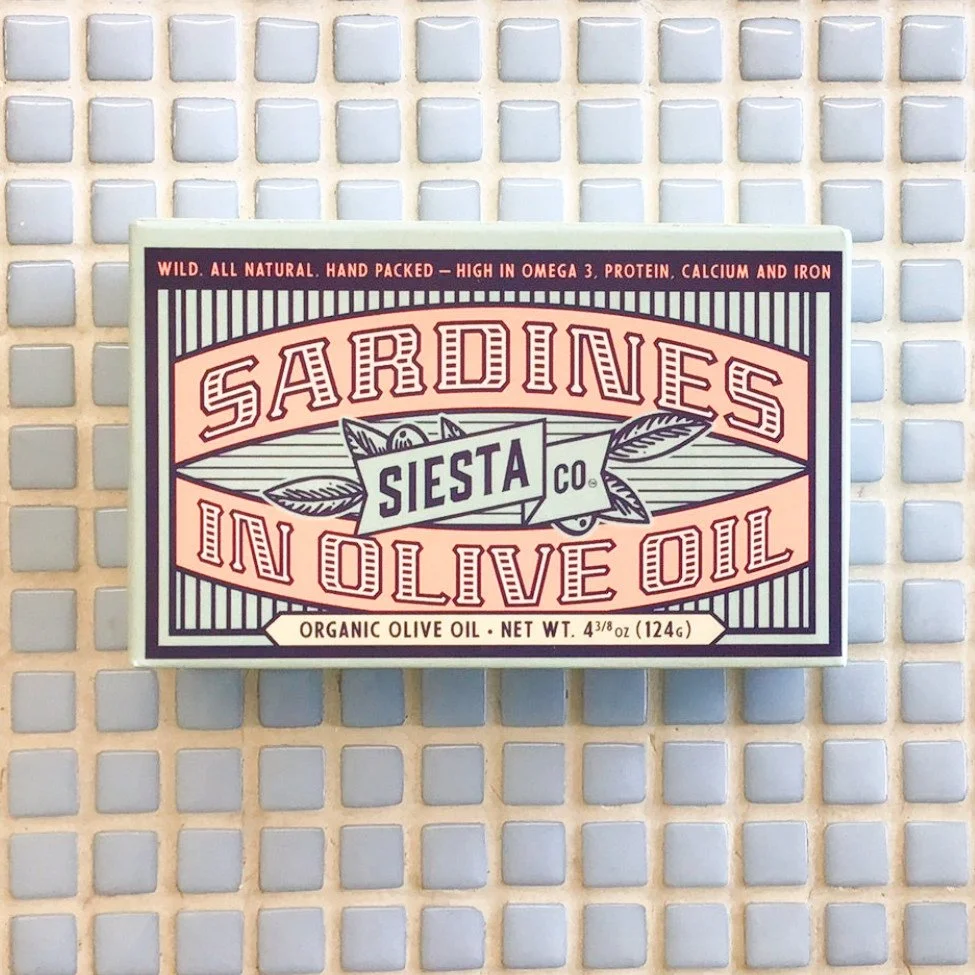 WILD. ALL NATURAL. HAND PACKED – HIGH IN OMEGA 3, PROTEIN, CALCIUM AND IRON
SARDINES
SIESTA CO™
IN OLIVE OIL
ORGANIC OLIVE OIL • NET WT. 4 3/8 OZ (124G)